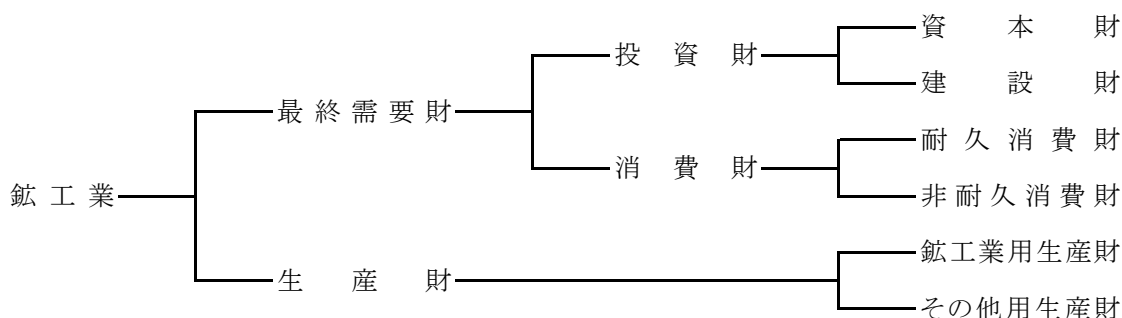 資本財
投資財
建設財
最終需要財
耐久消費財
消費財
鉱工業
非耐久消費財
鉱工業用生産財
生産財
その他用生産財